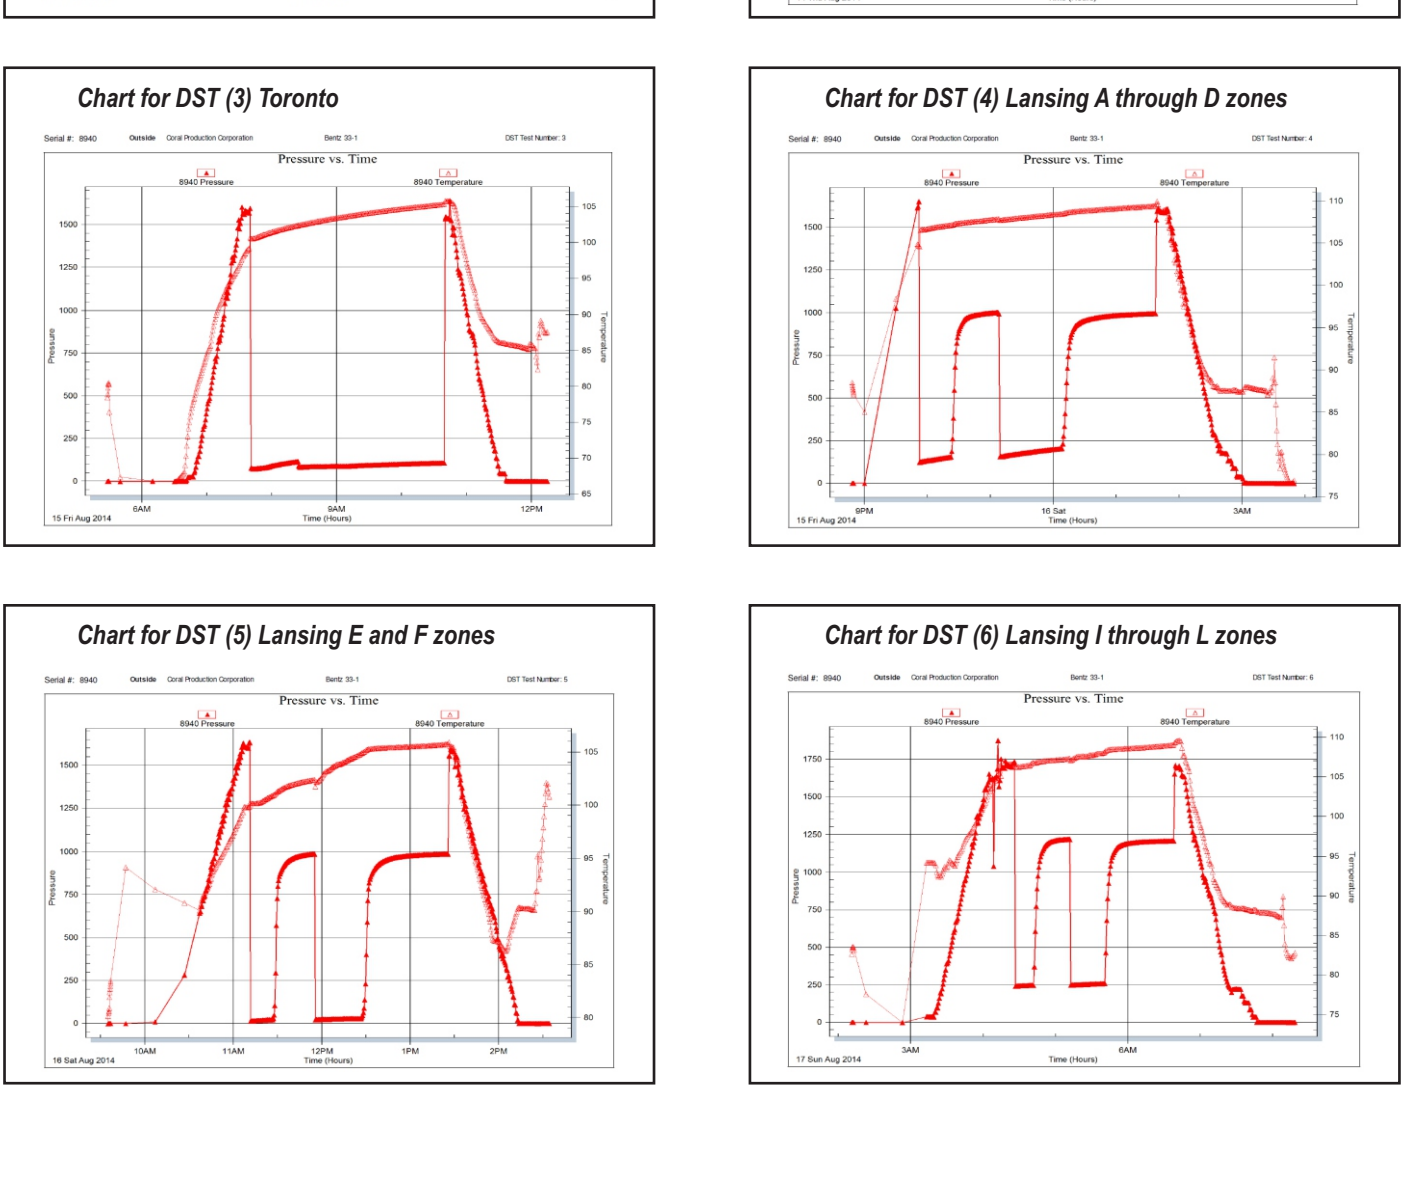 Chart for DST (3) Toronto
Serial #: 8940 Outside Coral Production Corporation Bentz 33-1 DST Test Number: 3
Pressure vs. Time
8940 Pressure 8940 Temperature
1500
1250
1000
750
500
250
0
Pressure
105
100
95
90
85
80
75
70
65
Temperature
6AM 9AM 12PM
15 Fri Aug 2014 Time (Hours)
Chart for DST (4) Lansing A through D zones
Serial #: 8940 Outside Coral Production Corporation Bentz 33-1 DST Test Number: 4
Pressure vs. Time
8940 Pressure 8940 Temperature
1500
1250
1000
750
500
250
0
Pressure
110
105
100
95
90
85
80
75
Temperature
9PM 16 Sat 3AM
15 Fri Aug 2014 Time (Hours)
Chart for DST (5) Lansing E and F zones
Serial #: 8940 Outside Coral Production Corporation Bentz 33-1 DST Test Number: 5
Pressure vs. Time
8940 Pressure 8940 Temperature
1500
1250
1000
750
500
250
0
Pressure
105
100
95
90
85
80
Temperature
10AM 11AM 12PM 1PM 2PM
16 Sat Aug 2014 Time (Hours)
Chart for DST (6) Lansing I through L zones
Serial #: 8940 Outside Coral Production Corporation Bentz 33-1 DST Test Number: 6
Pressure vs. Time
8940 Pressure 8940 Temperature
1750
1500
1250
1000
750
500
250
0
Pressure
110
105
100
95
90
85
80
75
Temperature
3AM 6AM
17 Sun Aug 2014 Time (Hours)